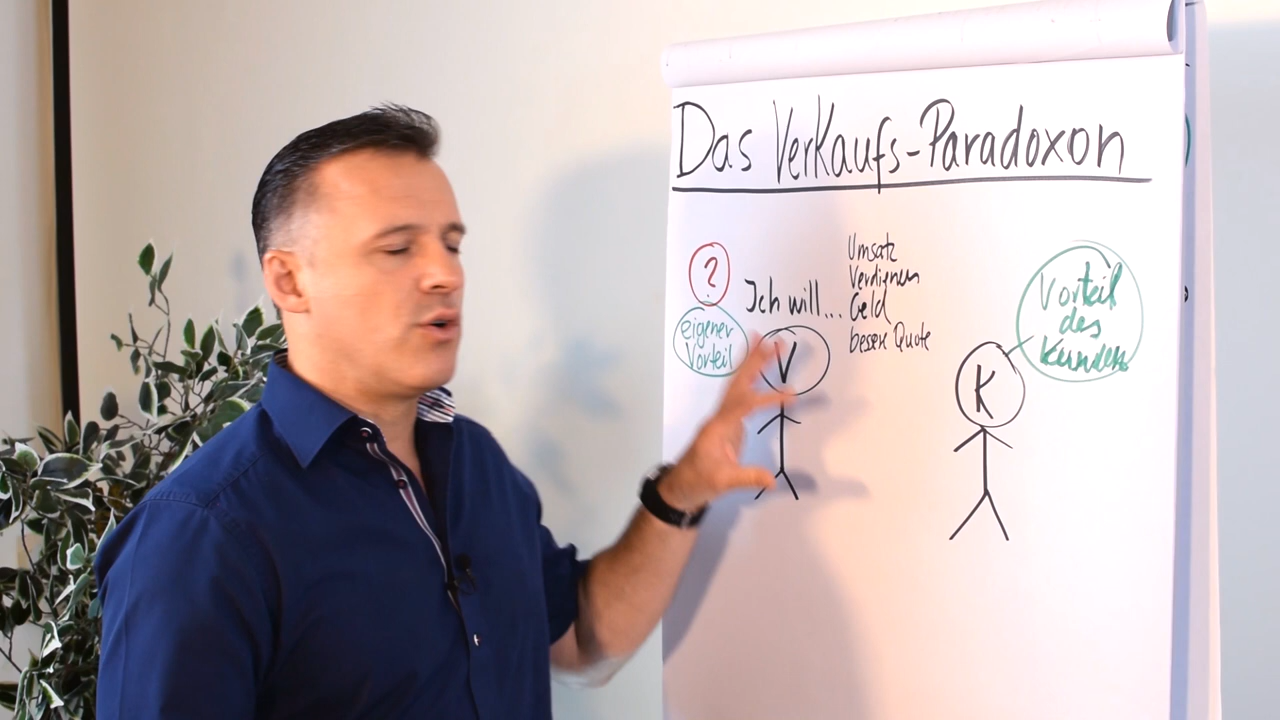 Das Verkaufs-Paradoxon
?
eigener
Vorteil
Ich will...
Umsatz
Verdienen
Geld
bessere Quote
V
Vorteil
des
Kunden
K